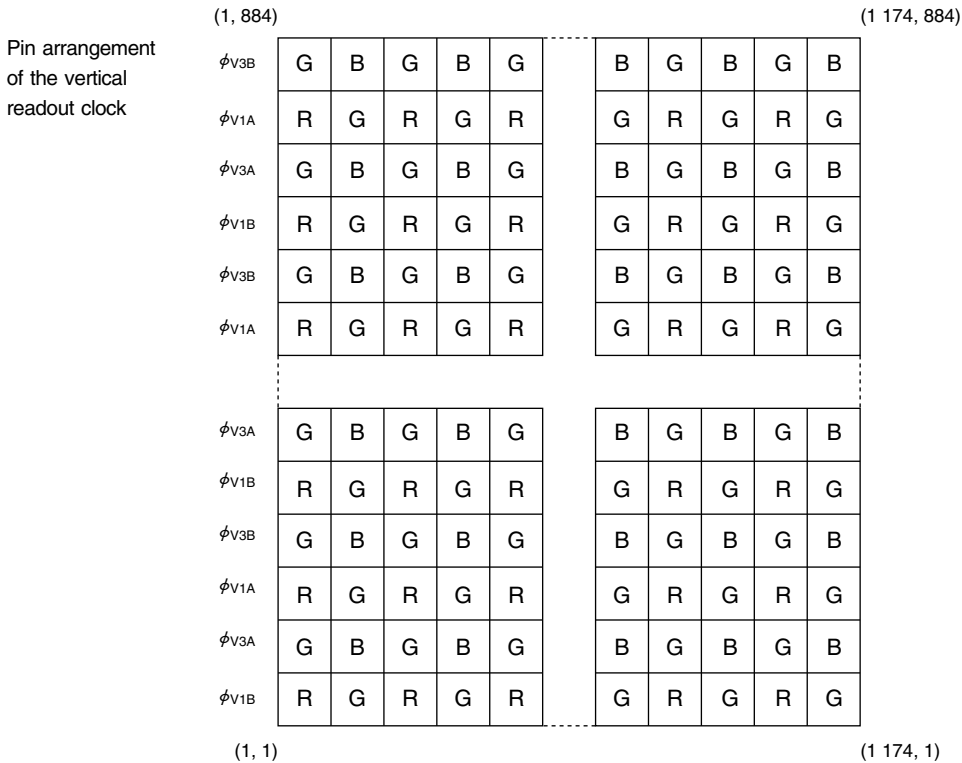 (1, 884) (1 174, 884)
Pin arrangement
of the vertical
readout clock
ϕV3B G B G B G B G B G B
ϕV1A R G R G R G R G R G
ϕV3A G B G B G B G B G B
ϕV1B R G R G R G R G R G
ϕV3B G B G B G B G B G B
ϕV1A R G R G R G R G R G
ϕV3A G B G B G B G B G B
ϕV1B R G R G R G R G R G
ϕV3B G B G B G B G B G B
ϕV1A R G R G R G R G R G
ϕV3A G B G B G B G B G B
ϕV1B R G R G R G R G R G
(1, 1) (1 174, 1)